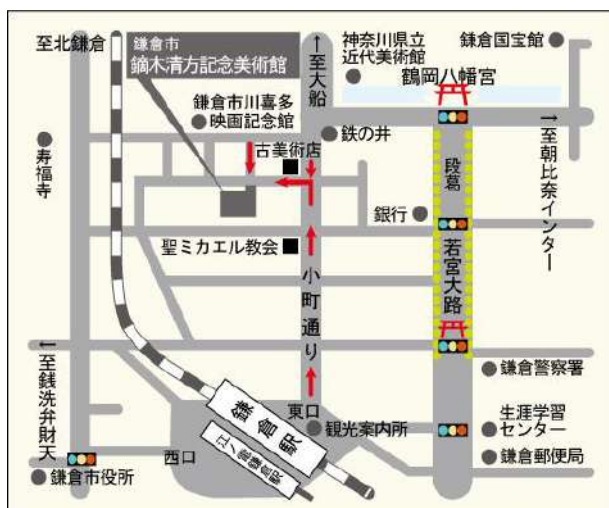 至北鎌倉
鎌倉市
鏑木清方記念美術館
↑至大船
神奈川県立
近代美術館
鎌倉国宝館
鶴岡八幡宮
鎌倉市川喜多
映画記念館
鉄の井
古美術店
寿福寺
段葛
↑至朝比奈インター
銀行
聖ミカエル教会
若宮大路
小町通り
←至銭洗弁財天
鎌倉駅
江ノ電鎌倉駅
東口
観光案内所
西口
鎌倉警察署
生涯学習
センター
鎌倉郵便局
鎌倉市役所